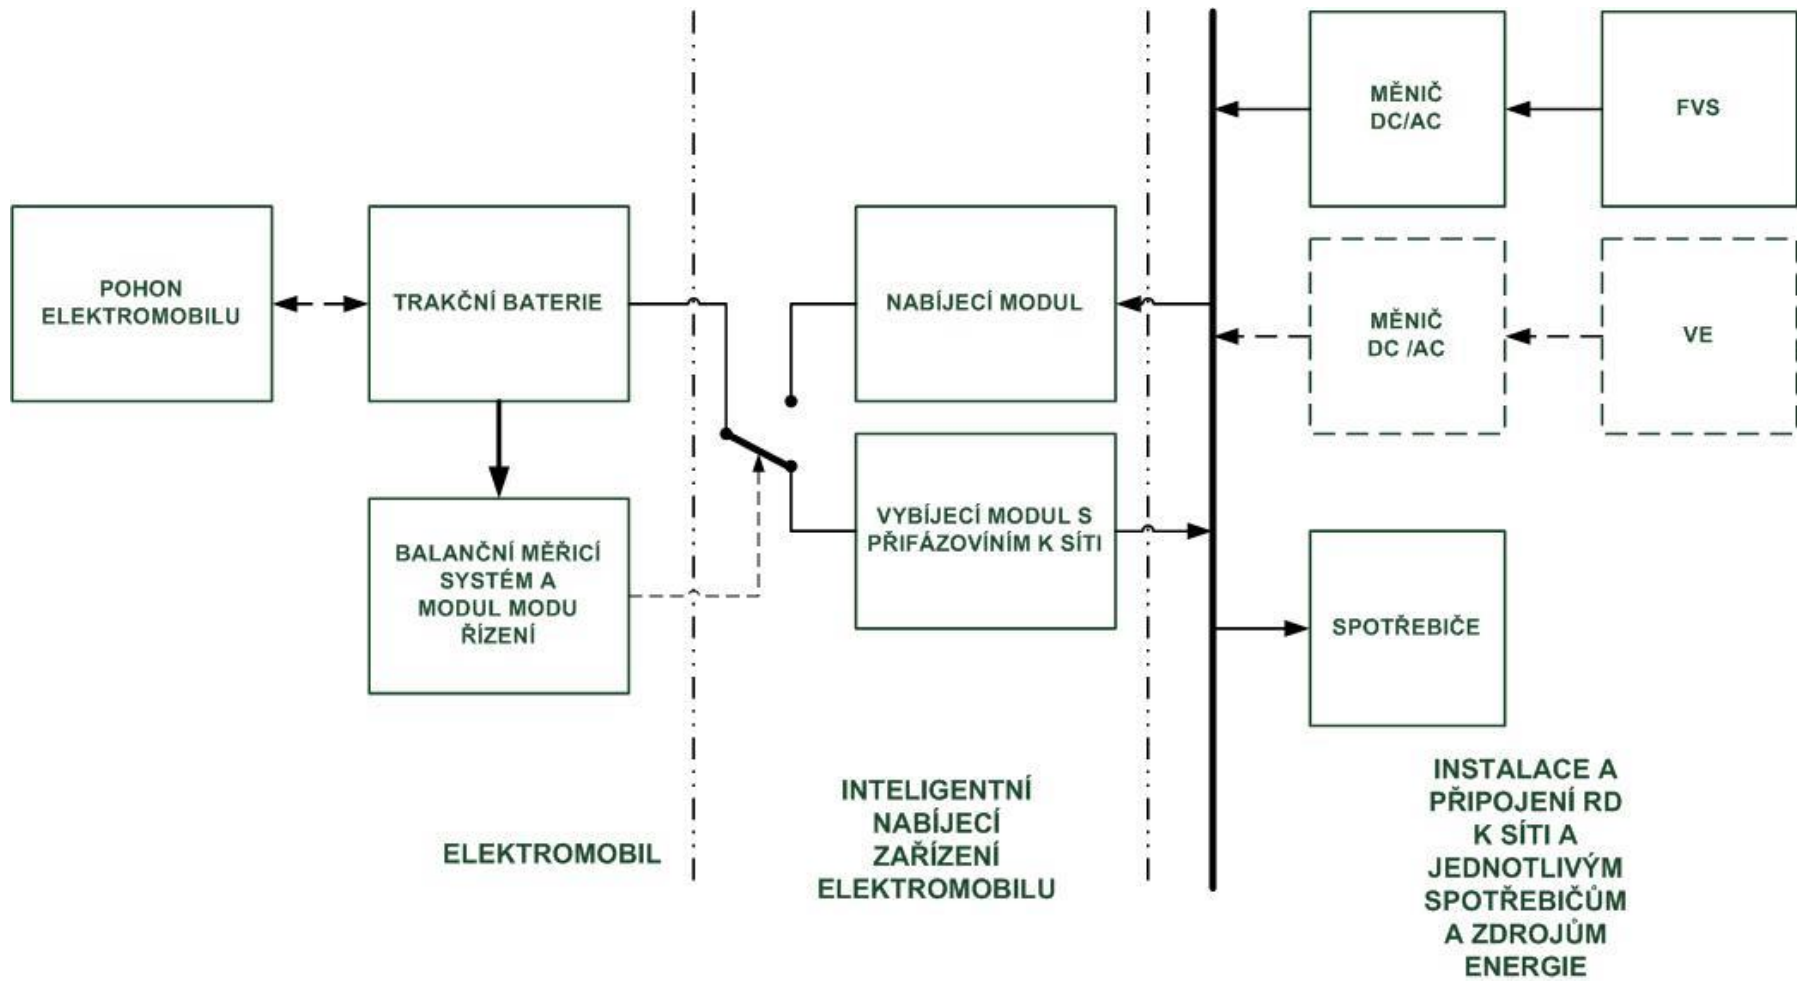 MĚNIČ
DC/AC
FVS
POHON
ELEKTROMOBILU
TRAKČNÍ BATERIE
NABÍJECÍ MODUL
MĚNIČ
DC /AC
VE
BALANČNÍ MĚŘICÍ
SYSTÉM A
MODUL MODU
ŘÍZENÍ
VYBÍJECÍ MODUL S
PŘIFÁZOVÍNÍM K SÍTI
SPOTŘEBIČE
ELEKTROMOBIL
INTELIGENTNÍ
NABÍJECÍ
ZAŘÍZENÍ
ELEKTROMOBILU
INSTALACE A
PŘIPOJENÍ RD
K SÍTI A
JEDNOTLIVÝM
SPOTŘEBIČŮM
A ZDROJŮM
ENERGIE